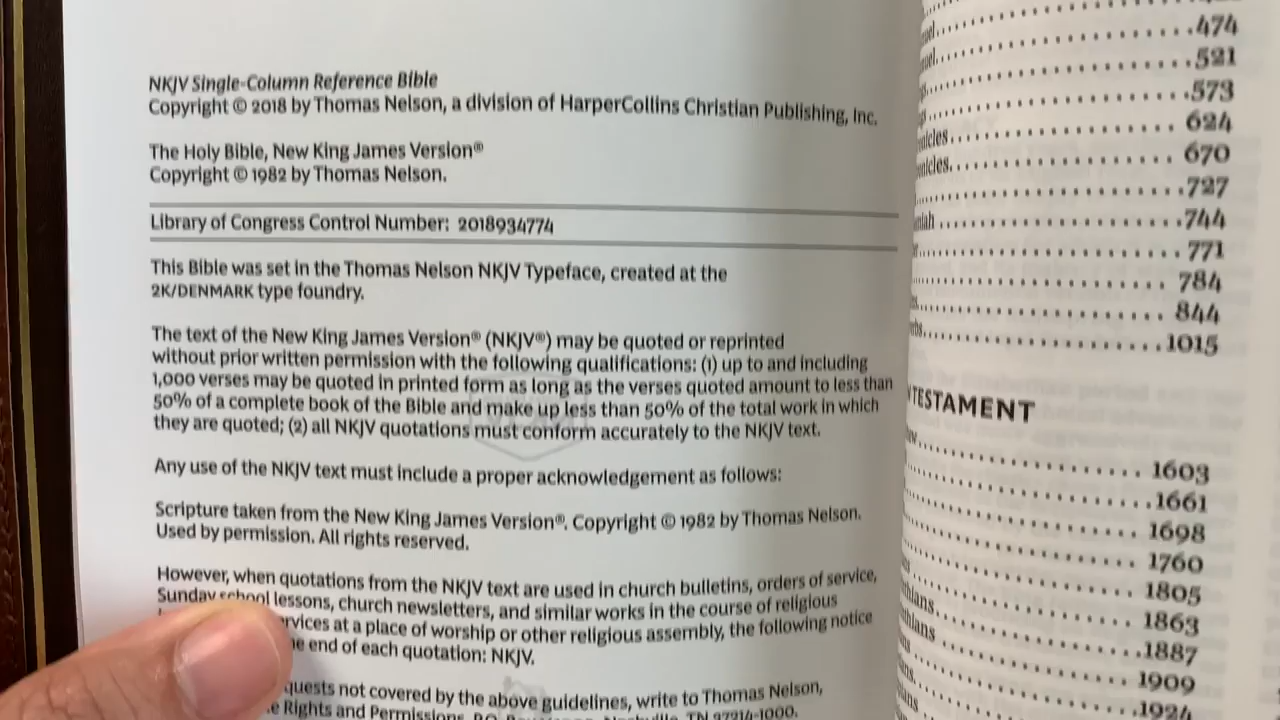 NKJV Single-Column Reference Bible
Copyright © 2018 by Thomas Nelson, a division of HarperCollins Christian Publishing, Inc.
The Holy Bible, New King James Version®
Copyright © 1982 by Thomas Nelson.
Library of Congress Control Number: 2018934774
This Bible was set in the Thomas Nelson NKJV Typeface, created at the
2K/DENMARK type foundry.
The text of the New King James Version® (NKJV®) may be quoted or reprinted
without prior written permission with the following qualifications: (1) up to and including
1,000 verses may be quoted in printed form as long as the verses quoted amount to less than
50% of a complete book of the Bible and make up less than 50% of the total work in which
they are quoted; (2) all NKJV quotations must conform accurately to the NKJV text.
Any use of the NKJV text must include a proper acknowledgement as follows:
Scripture taken from the New King James Version®. Copyright © 1982 by Thomas Nelson.
Used by permission. All rights reserved.
However, when quotations from the NKJV text are used in church bulletins, orders of service,
Sunday school lessons, church newsletters, and similar works in the course of religious
rvices at a place of worship or other religious assembly, the following notice
he end of each quotation: NKJV.
quests not covered by the above guidelines, write to Thomas Nelson,
e Rights and Permissions, P.O. Nashville, TN 37214-1000.
474
521
573
624
670
727
744
771
784
844
1015
TESTAMENT
1603
1661
1698
1760
1805
1863
1887
1909
1924